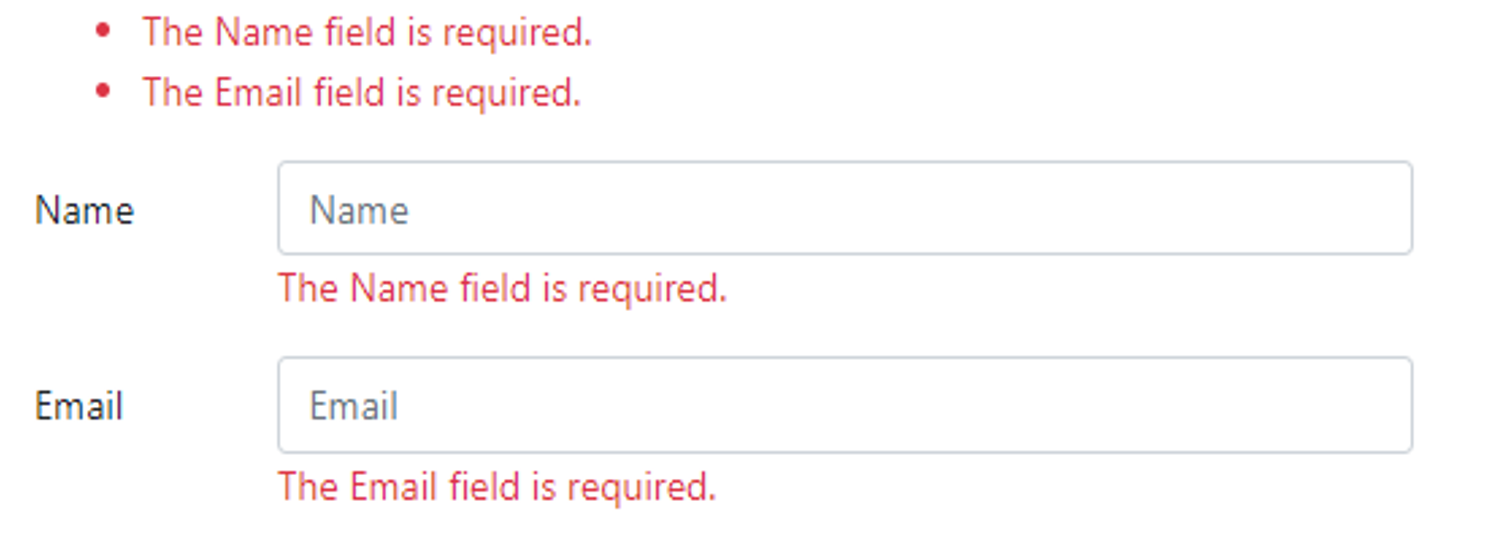 The Name field is required.
The Email field is required.
Name
Name
The Name field is required.
Email
Email
The Email field is required.